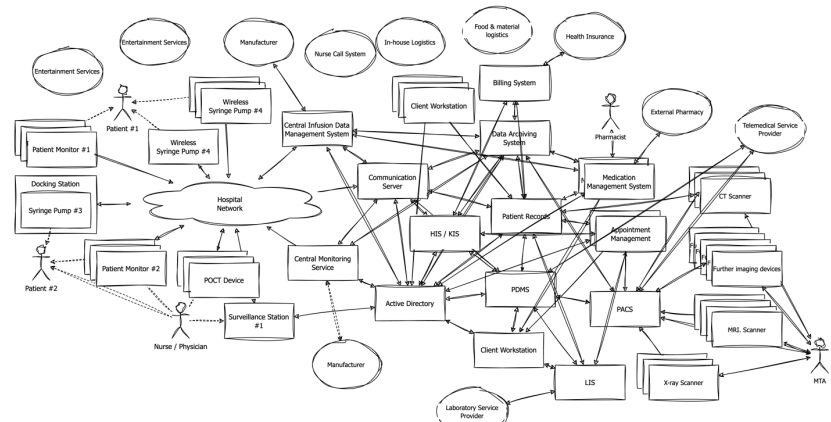 Food & material
logistics
Entertainment Services
Manufacturer
Nurse Call System
In-house Logistics
Health Insurance
Entertainment Services
Billing System
Wireless
Syringe Pump #4
Client Workstation
Patient #1
Central Infusion Data
Management System
Data Archiving
System
Pharmacist
External Pharmacy
Telemedical Service
Provider
Patient Monitor #1
Wireless
Syringe Pump #4
Communication
Server
Medication
Management System
Docking Station
Syringe Pump #3
Hospital
Network
Patient Records
CT Scanner
HIS / KIS
Appointment
Management
Patient #2
Patient Monitor #2
POCT Device
Central Monitoring
Service
PDMS
Further imaging devices
Active Directory
PACS
Surveillance Station
#1
Nurse / Physician
MRI. Scanner
Client Workstation
Manufacturer
LIS
X-ray Scanner
MTA
Laboratory Service
Provider